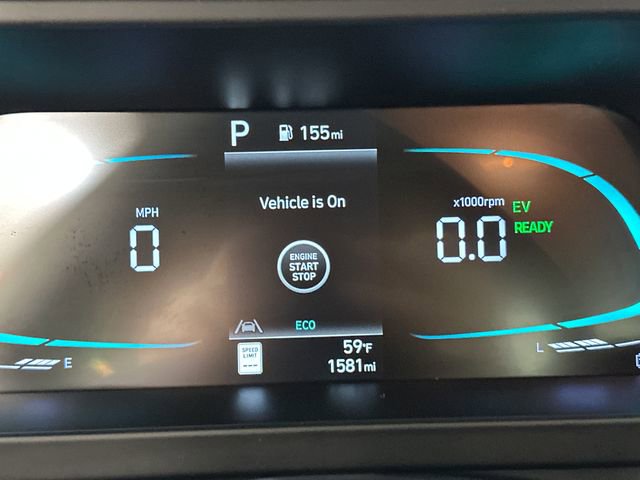 P 155mi
Vehicle is On
MPH
0
ENGINE
START
STOP
x1000rpm
0.0
EV
READY
ECO
SPEED
LIMIT
---
59°F
1581mi
E
L